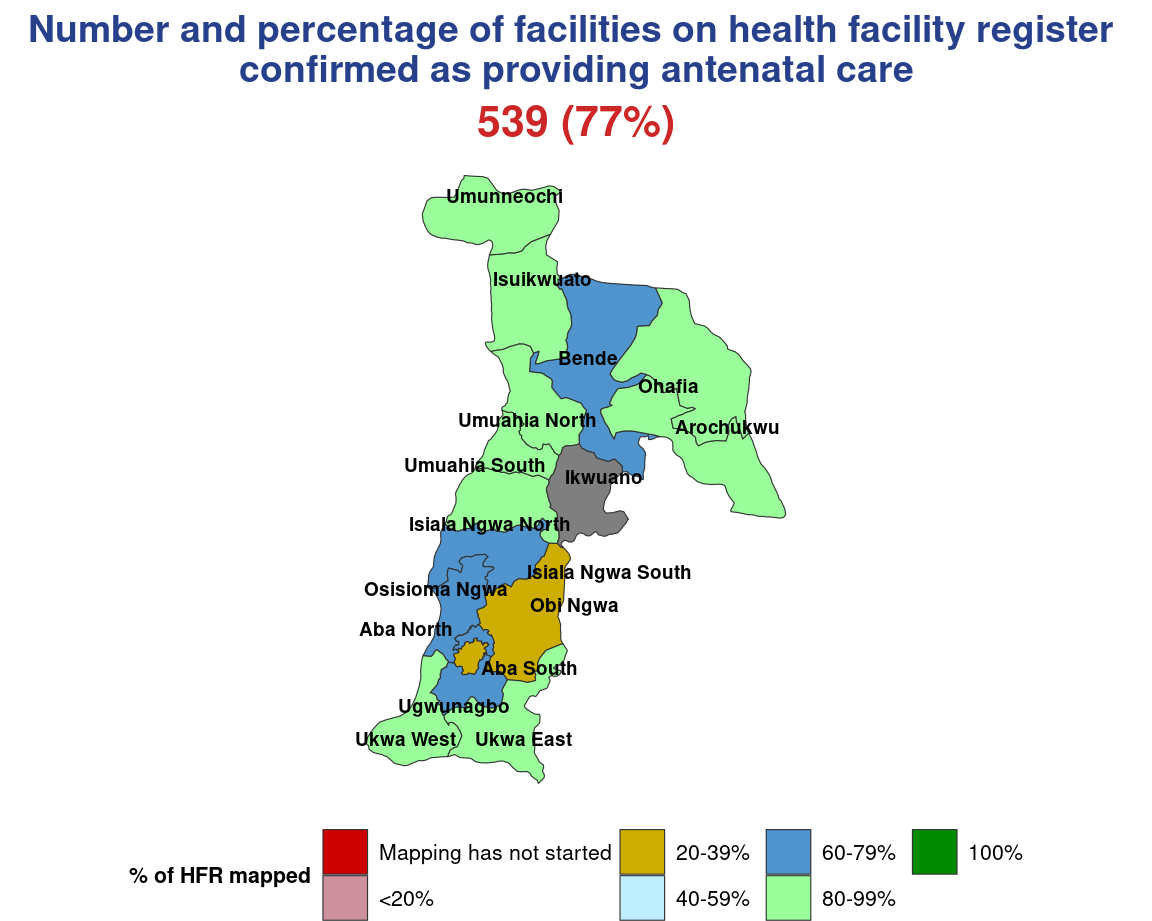 Number and percentage of facilities on health facility register
confirmed as providing antenatal care
539 (77%)
Umunneochi
Isuikwuato
Bende
Ohafia
Umuahia North
Arochukwu
Umuahia South
Ikwuano
Isiala Ngwa North
Isiala Ngwa South
Osisioma Ngwa
Obi Ngwa
Aba North
Aba South
Ugwunagbo
Ukwa West
Ukwa East
% of HFR mapped
Mapping has not started
<20%
20-39%
40-59%
60-79%
80-99%
100%